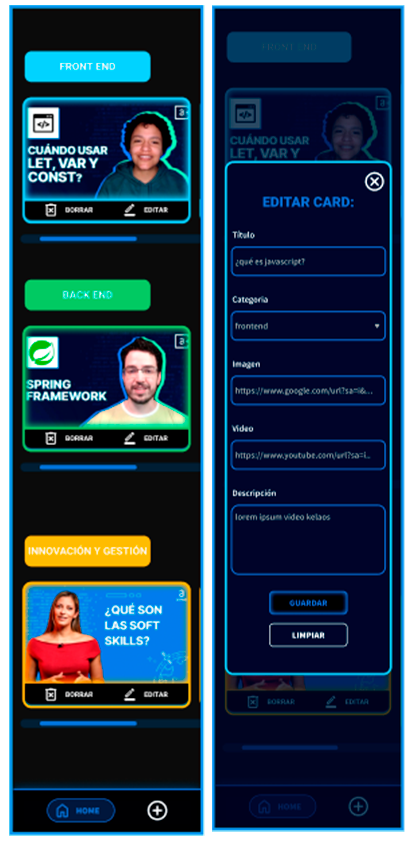 FRONT END
</>
CUÁNDO USAR
LET, VAR Y
CONST?
BORRAR
EDITAR
BACK END
SPRING
FRAMEWORK
BORRAR
EDITAR
INNOVACIÓN Y GESTIÓN
¿QUÉ SON
LAS SOFT
SKILLS?
BORRAR
EDITAR
HOME
FRONT END
</>
CUÁNDO USAR
LET, VAR Y
EDITAR CARD:
Título
¿qué es javascript?
Categoria
frontend
Imagen
https://www.google.com/url?sa=i&...
Video
https://www.youtube.com/url?sa=i..
Descripción
lorem ipsum video kelaos
GUARDAR
LIMPIAR
BORRAR
EDITAR
HOME